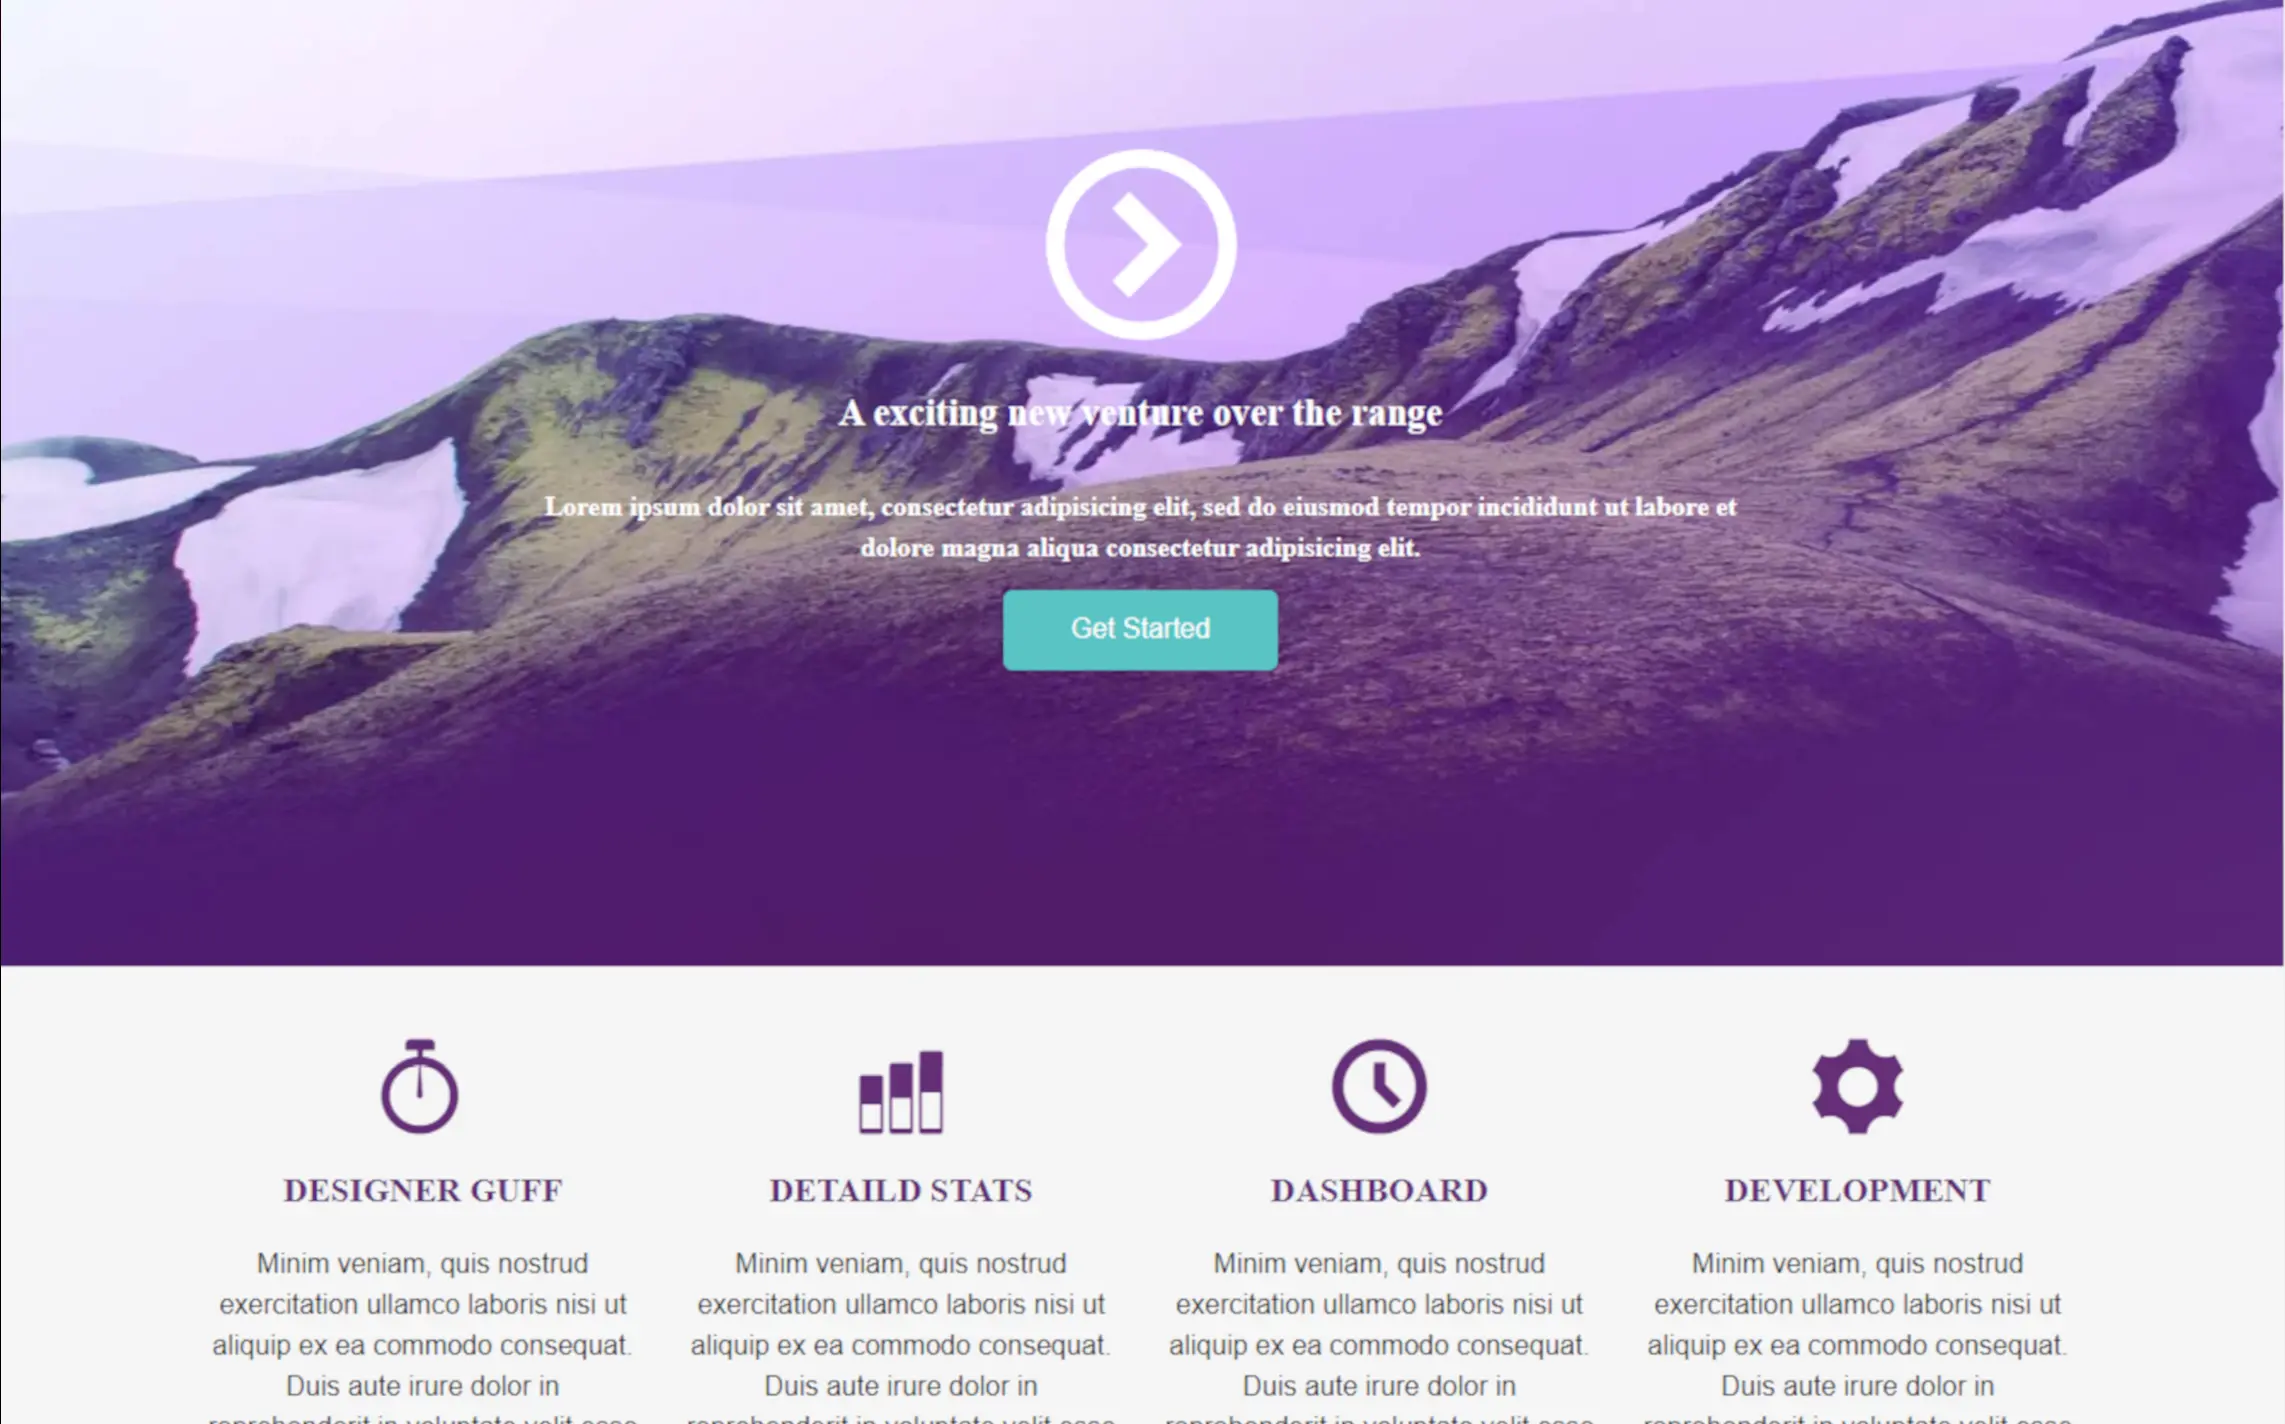 A exciting new venture over the range
Lorem ipsum dolor sit amet, consectetur adipisicing elit, sed do eiusmod tempor incididunt ut labore et
dolore magna aliqua consectetur adipisicing elit.
Get Started
DESIGNER GUFF
Minim veniam, quis nostrud
exercitation ullamco laboris nisi ut
aliquip ex ea commodo consequat.
Duis aute irure dolor in
DETAILD STATS
Minim veniam, quis nostrud
exercitation ullamco laboris nisi ut
aliquip ex ea commodo consequat.
Duis aute irure dolor in
DASHBOARD
Minim veniam, quis nostrud
exercitation ullamco laboris nisi ut
aliquip ex ea commodo consequat.
Duis aute irure dolor in
DEVELOPMENT
Minim veniam, quis nostrud
exercitation ullamco laboris nisi ut
aliquip ex ea commodo consequat.
Duis aute irure dolor in